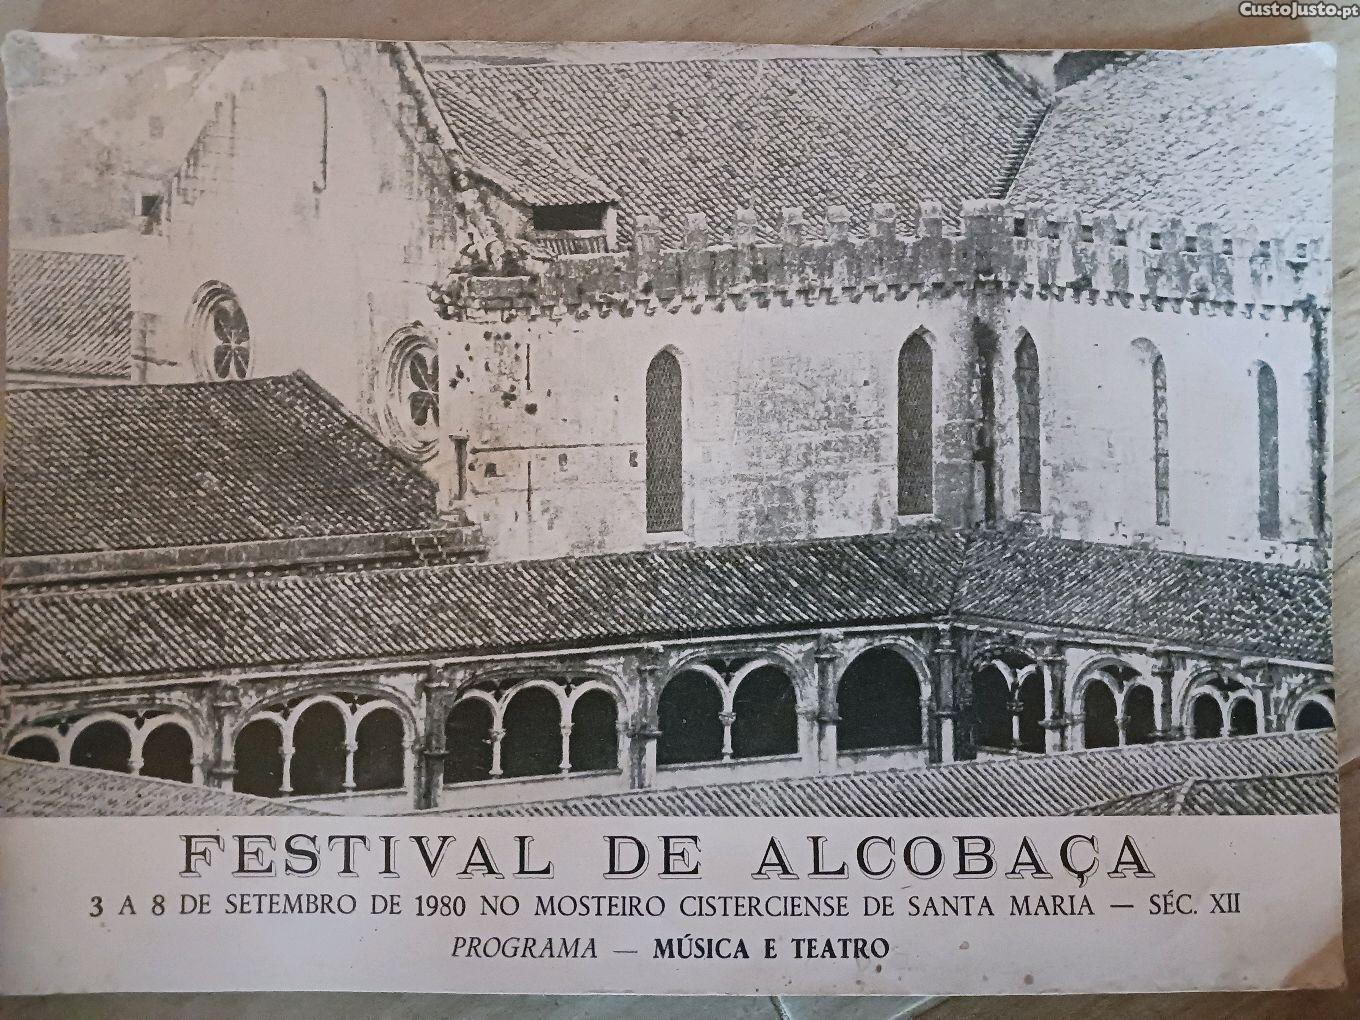 CustoJusto.pt
FESTIVAL DE ALCOBAÇA
3 A 8 DE SETEMBRO DE 1980 NO MOSTEIRO CISTERCIENSE DE SANTA MARIA — SÉC. XII
PROGRAMA — MÚSICA E TEATRO